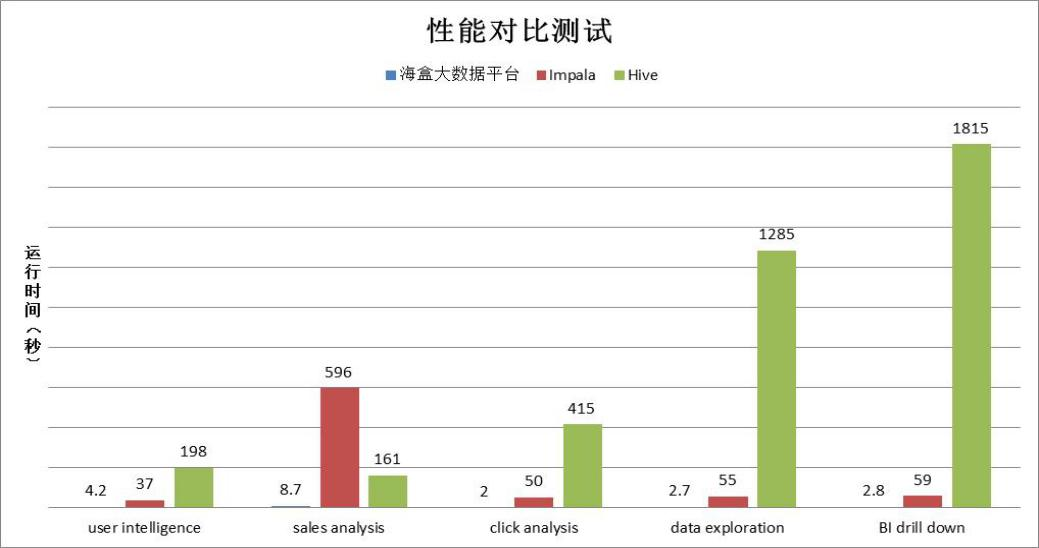 性能对比测试
海盒大数据平台 Impala Hive
运行时间（秒）
4.2 37 198
8.7 596 161
2 50 415
2.7 55 1285
2.8 59 1815
user intelligence sales analysis click analysis data exploration BI drill down